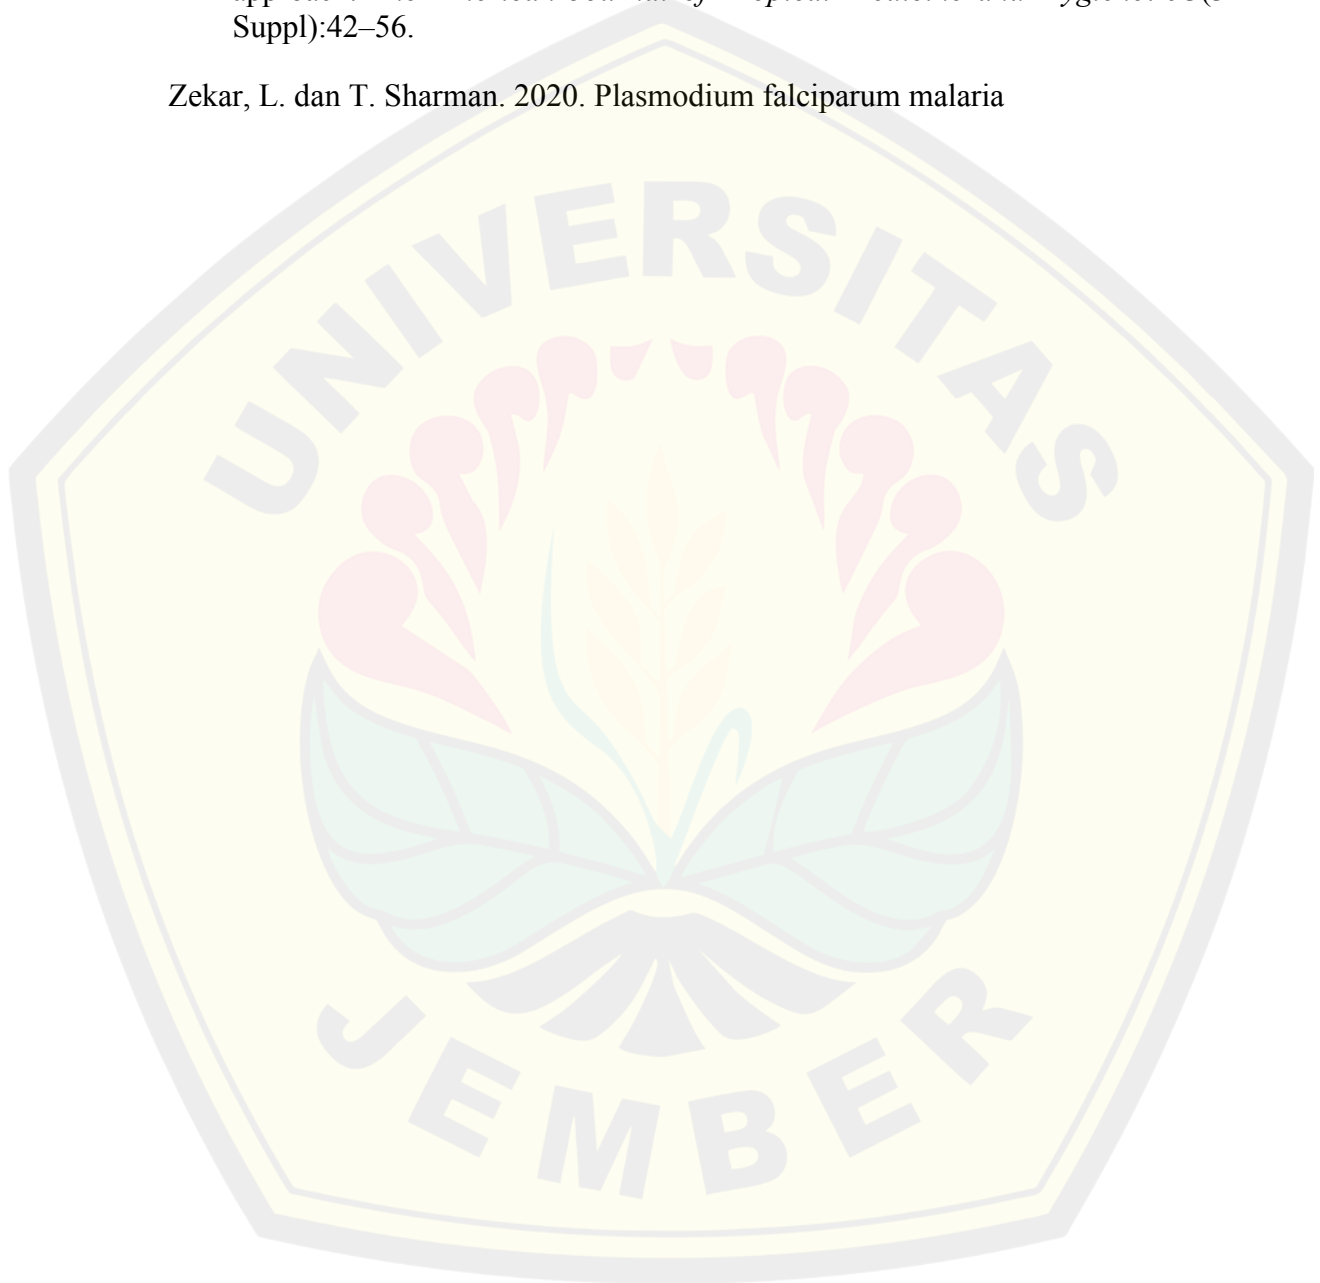 Suppl):42–56.
Zekar, L. dan T. Sharman. 2020. Plasmodium falciparum malaria
UNIVERSITAS
JEMBER